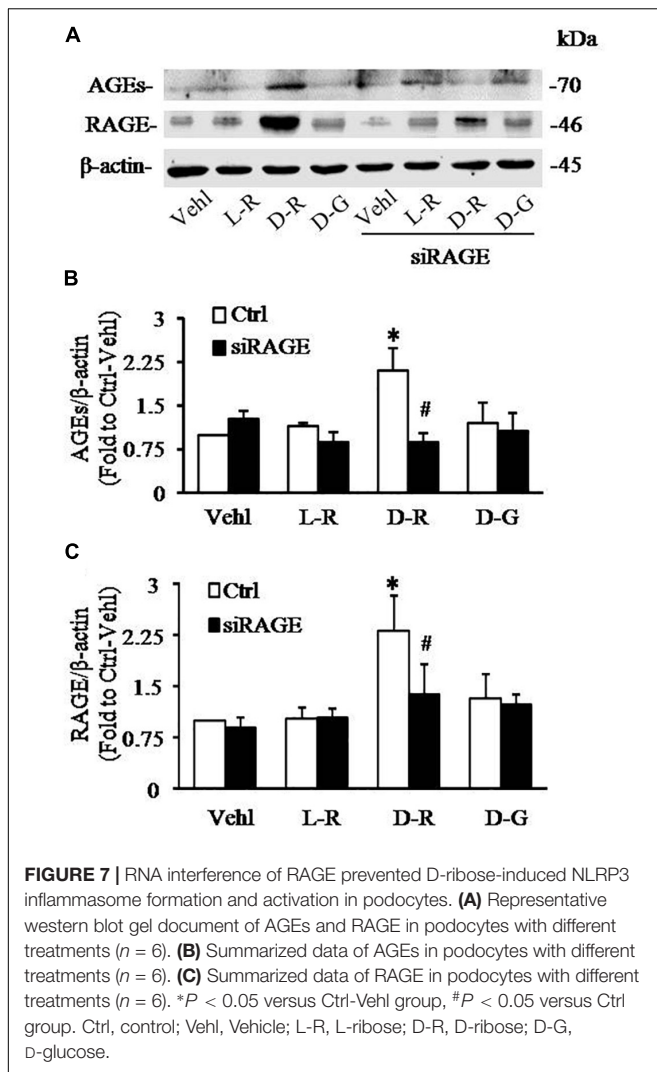 A
kDa
AGEs- -70
RAGE- -46
β-actin- -45
Vehl L-R D-R D-G Vehl L-R D-R D-G
siRAGE
B
3
2.25
1.5
0.75
0
AGEs/β-actin
(Fold to Ctrl-Vehl)
Ctrl
siRAGE
*
#
Vehl L-R D-R D-G
C
3
2.25
1.5
0.75
0
RAGE/β-actin
(Fold to Ctrl-Vehl)
Ctrl
siRAGE
*
#
Vehl L-R D-R D-G
FIGURE 7 | RNA interference of RAGE prevented D-ribose-induced NLRP3
inflammasome formation and activation in podocytes. (A) Representative
western blot gel document of AGEs and RAGE in podocytes with different
treatments (n = 6). (B) Summarized data of AGEs in podocytes with different
treatments (n = 6). (C) Summarized data of RAGE in podocytes with different
treatments (n = 6). *P < 0.05 versus Ctrl-Vehl group, #P < 0.05 versus Ctrl
group. Ctrl, control; Vehl, Vehicle; L-R, L-ribose; D-R, D-ribose; D-G,
D-glucose.